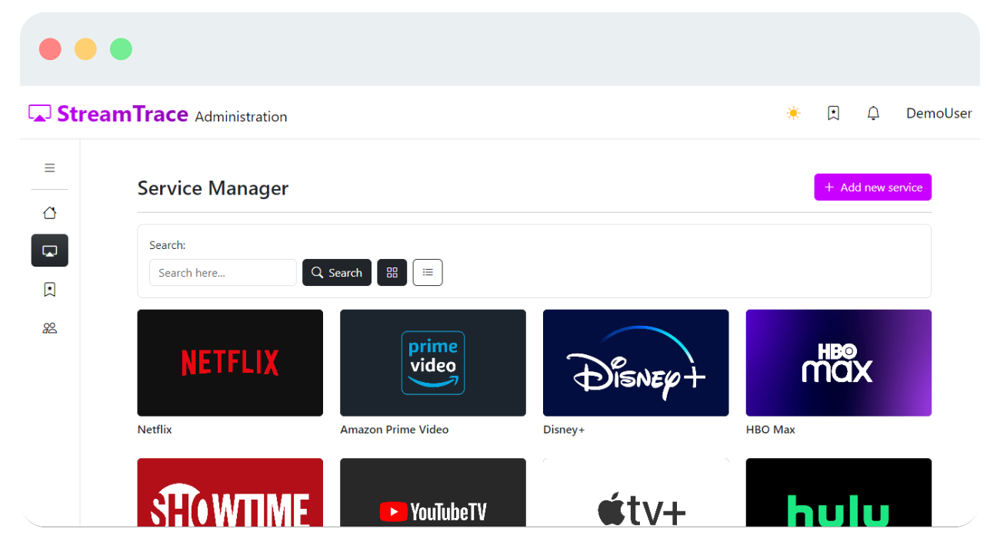 StreamTrace Administration
DemoUser
Service Manager
Add new service
Search:
Search here...
Search
NETFLIX
prime
video
Disney+
HBO
max
Netflix
Amazon Prime Video
Disney+
HBO Max
SHOWTIME
YouTubeTV
tv+
hulu